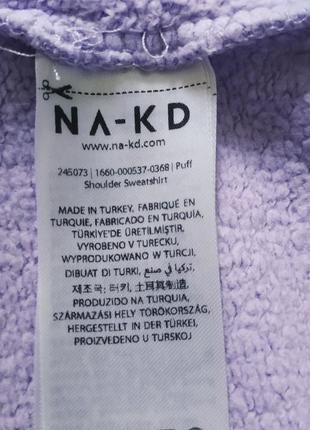 NA-KD
www.na-kd.com
245073 | 1660-000537-0368 | Puff
Shoulder Sweatshirt
MADE IN TURKEY, FABRIQUÉ EN
TURQUIE, FABRICADO EN TURQUÍA,
TÜRKİYE'DE ÜRETİLMİŞTİR,
VYROBENO V TURECKU,
WYPRODUKOWANO W TURCJI,
DIBUAT DI TURKI, تركيا في صنع,
제조국: 터키, 土耳其制造,
PRODUZIDO NA TURQUIA,
SZÁRMAZÁSI HELY TÖRÖKORSZÁG,
HERGESTELLT IN DER TÜRKEI,
PROIZVEDENO U TURSKOJ